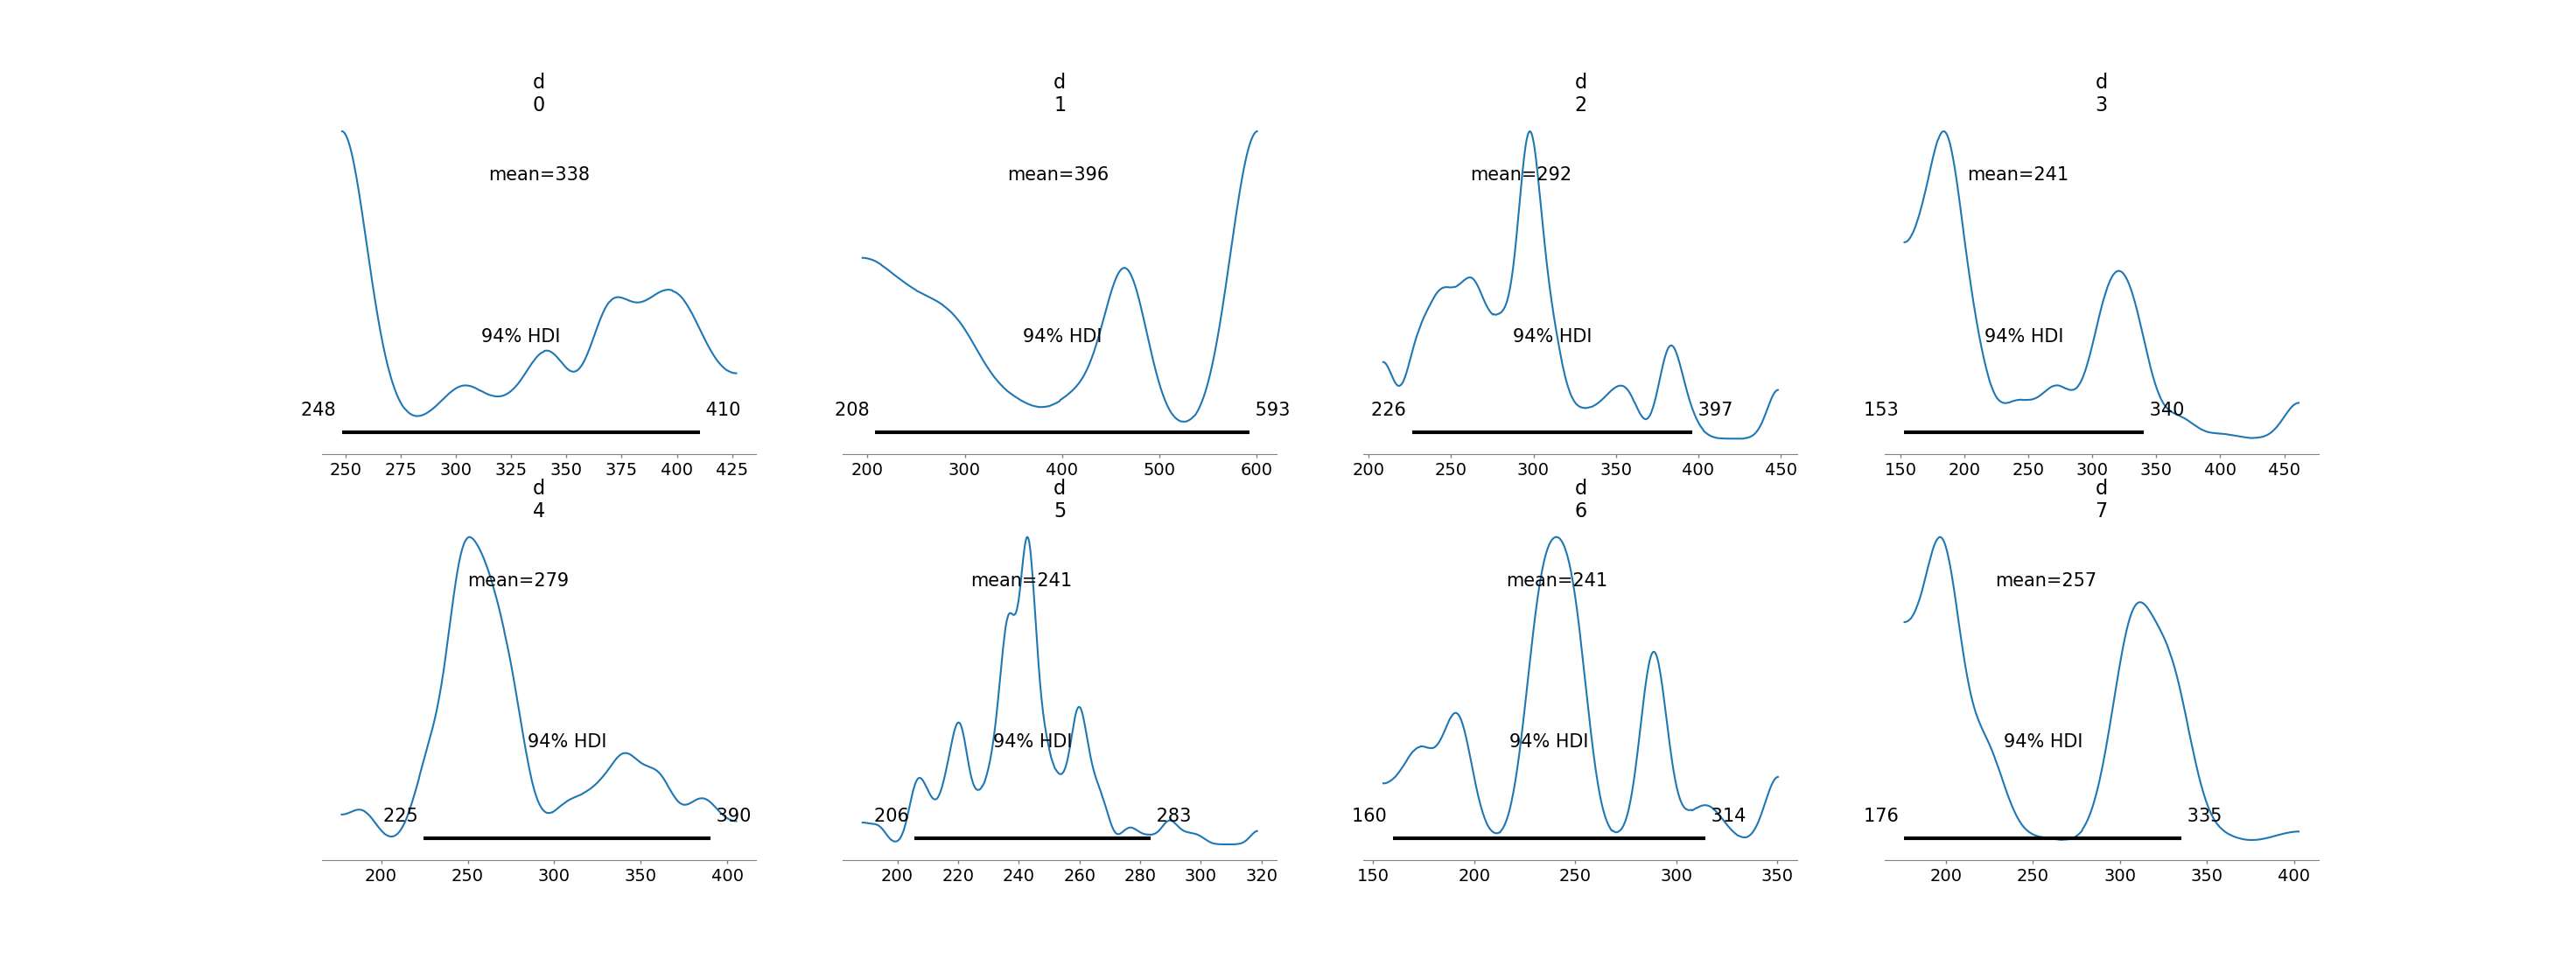 d
0
mean=338
94% HDI
248
410
250 275 300 325 350 375 400 425
d
1
mean=396
94% HDI
208
593
200 300 400 500 600
d
2
mean=292
94% HDI
226
397
200 250 300 350 400 450
d
3
mean=241
94% HDI
153
340
150 200 250 300 350 400 450
d
4
mean=279
94% HDI
225
390
200 250 300 350 400
d
5
mean=241
94% HDI
206
283
200 220 240 260 280 300 320
d
6
mean=241
94% HDI
160
314
150 200 250 300 350
d
7
mean=257
94% HDI
176
335
200 250 300 350 400